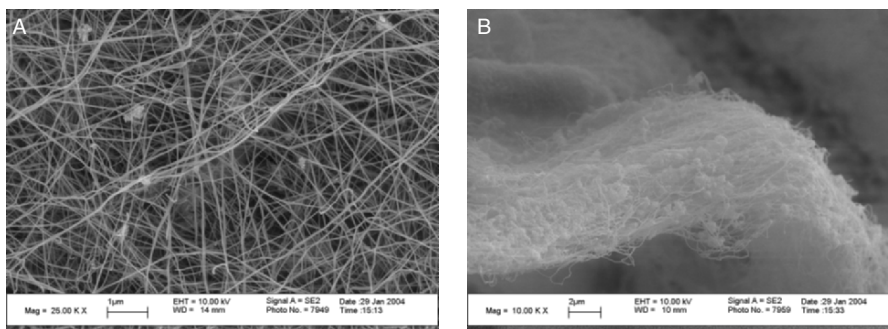 A
Mag = 25.00 K X
1µm
EHT = 10.00 kV
WD = 14 mm
Signal A = SE2
Photo No. = 7949
Date :29 Jan 2004
Time :15:13
B
Mag = 10.00 K X
2µm
EHT = 10.00 kV
WD = 10 mm
Signal A = SE2
Photo No. = 7959
Date :29 Jan 2004
Time :15:33